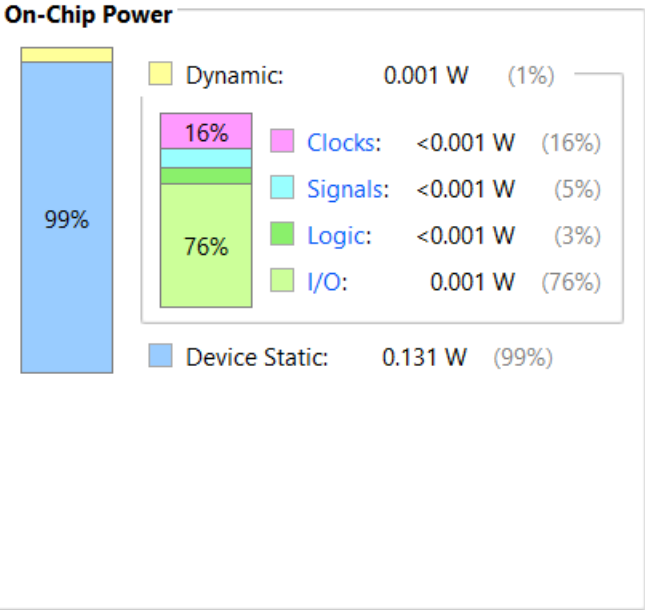 On-Chip Power
Dynamic: 0.001 W (1%)
16% Clocks: <0.001 W (16%)
Signals: <0.001 W (5%)
99% Logic: <0.001 W (3%)
76% I/O: 0.001 W (76%)
Device Static: 0.131 W (99%)